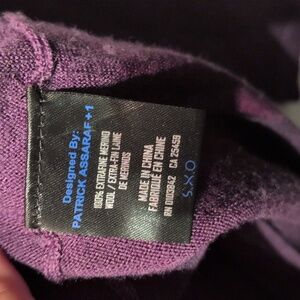 Designed By:
PATRICK ASSARAF+1
100% EXTRAFINE MERINO
WOOL / EXTRA-FIN LAINE
DE MERINOS
MADE IN CHINA
FABRIQUÉ EN CHINE
CA 25459